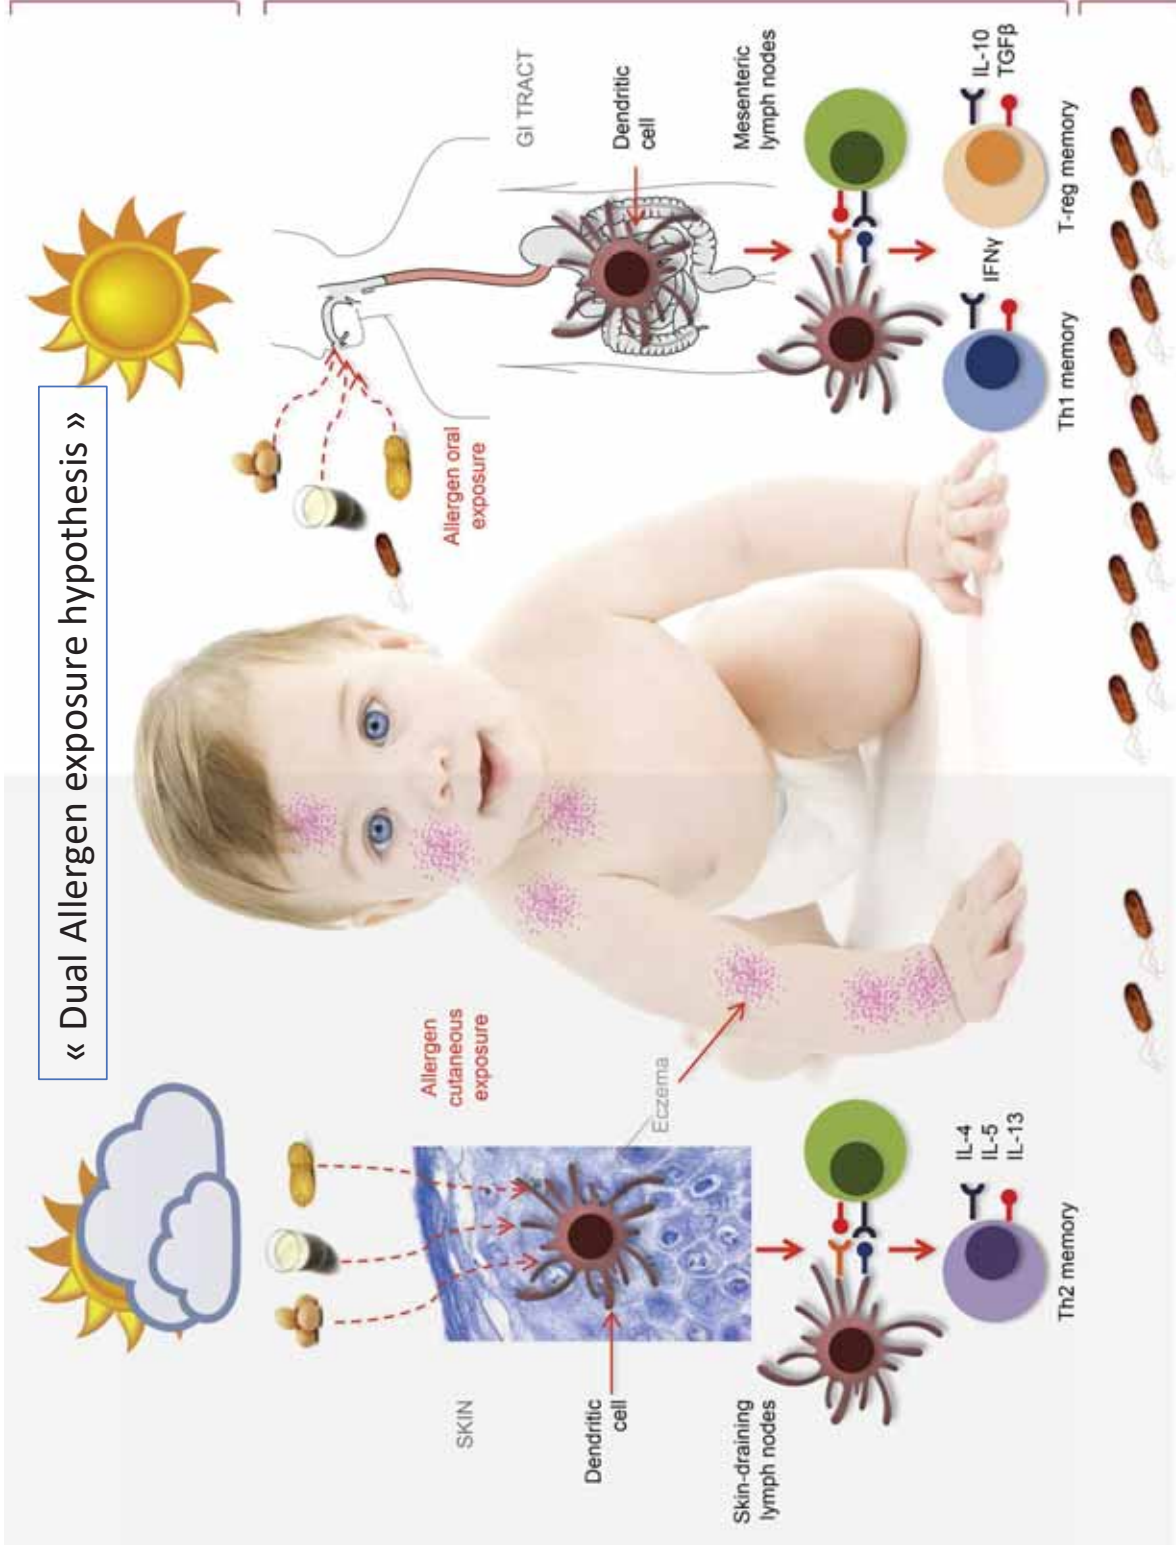 « Dual Allergen exposure hypothesis »
Allergen
cutaneous
exposure
SKIN
Dendritic
cell
Eczema
Skin-draining
lymph nodes
IL-4
IL-5
IL-13
Th2 memory
Allergen oral
exposure
GI TRACT
Dendritic
cell
Mesenteric
lymph nodes
IFNγ
Th1 memory
IL-10
TGFβ
T-reg memory